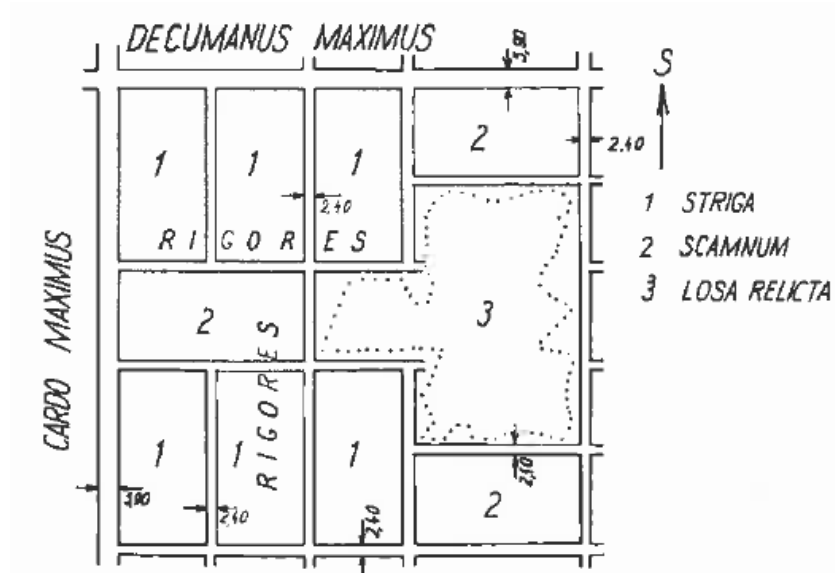 DECUMANUS MAXIMUS
S
1 1 1 2
2.40
2,40
RIGORES
1 STRIGA
2 SCAMNUM
3 LOSA RELICTA
CARDO MAXIMUS
2 3
RIGORES
1 1 1 2
2,40
2,40